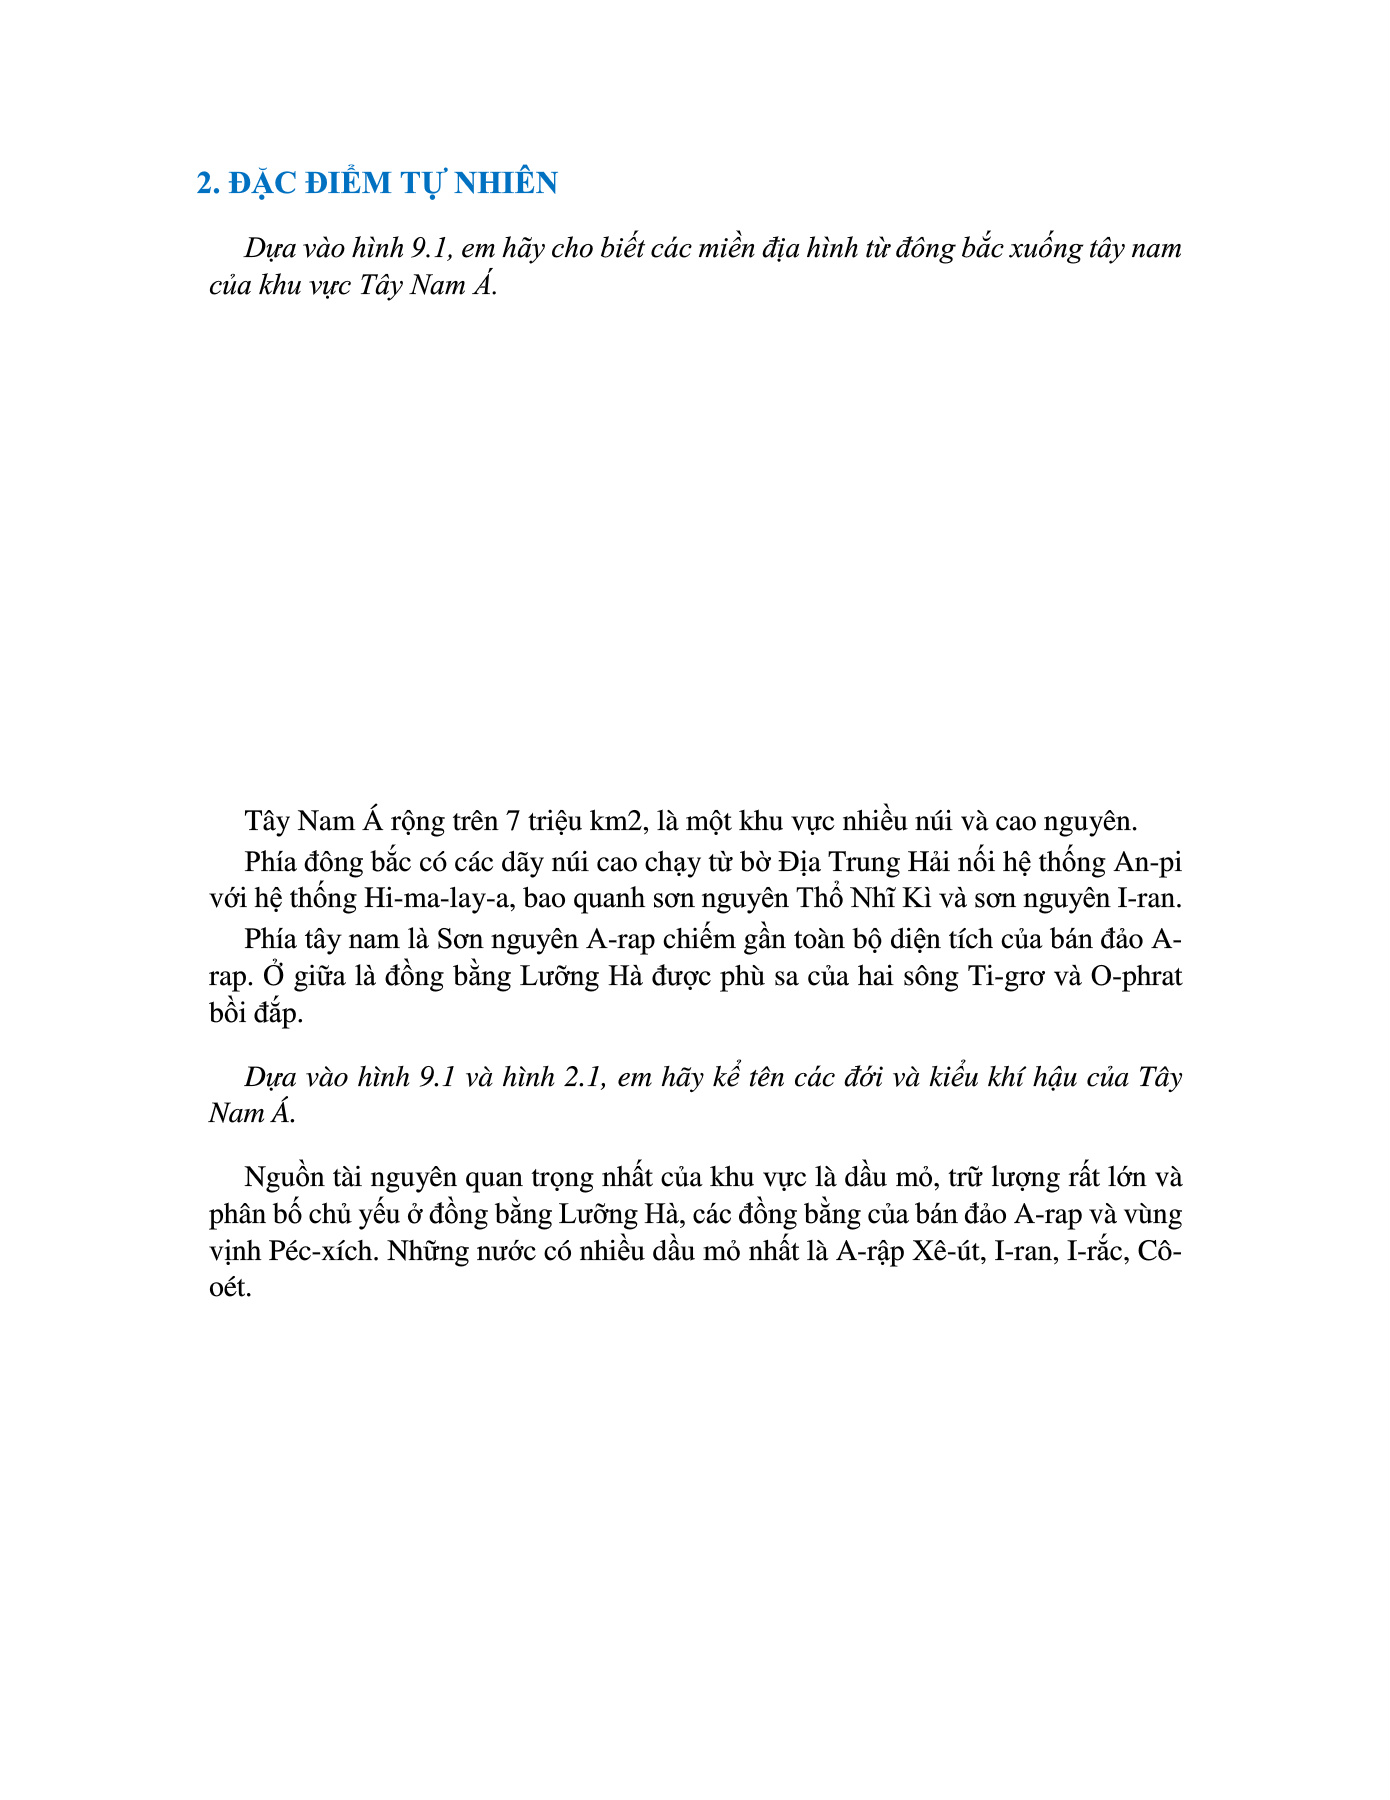 2. ĐẶC ĐIỂM TỰ NHIÊN
Dựa vào hình 9.1, em hãy cho biết các miền địa hình từ đông bắc xuống tây nam
của khu vực Tây Nam Á.
Tây Nam Á rộng trên 7 triệu km2, là một khu vực nhiều núi và cao nguyên.
Phía đông bắc có các dãy núi cao chạy từ bờ Địa Trung Hải nối hệ thống An-pi
với hệ thống Hi-ma-lay-a, bao quanh sơn nguyên Thổ Nhĩ Kì và sơn nguyên I-ran.
Phía tây nam là Sơn nguyên A-rap chiếm gần toàn bộ diện tích của bán đảo A-
rap. Ở giữa là đồng bằng Lưỡng Hà được phù sa của hai sông Ti-grơ và O-phrat
bồi đắp.
Dựa vào hình 9.1 và hình 2.1, em hãy kể tên các đới và kiểu khí hậu của Tây
Nam Á.
Nguồn tài nguyên quan trọng nhất của khu vực là dầu mỏ, trữ lượng rất lớn và
phân bố chủ yếu ở đồng bằng Lưỡng Hà, các đồng bằng của bán đảo A-rap và vùng
vịnh Péc-xích. Những nước có nhiều dầu mỏ nhất là A-rập Xê-út, I-ran, I-rắc, Cô-
oét.